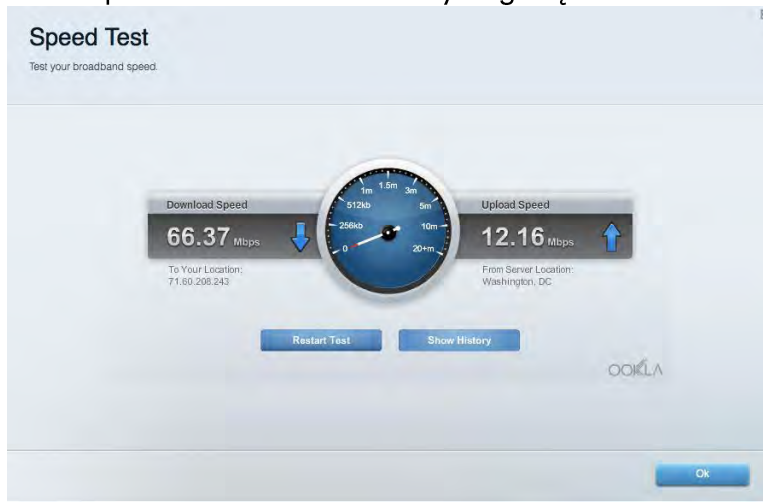 Speed Test
Test your broadband speed.
Download Speed
66.37 Mbps
To Your Location:
71.60.208.243
1m 1.5m 3m
512kb 5m
256kb 10m
0 20+m
Upload Speed
12.16 Mbps
From Server Location:
Washington, DC
Restart Test
Show History
OOKLA
Ok